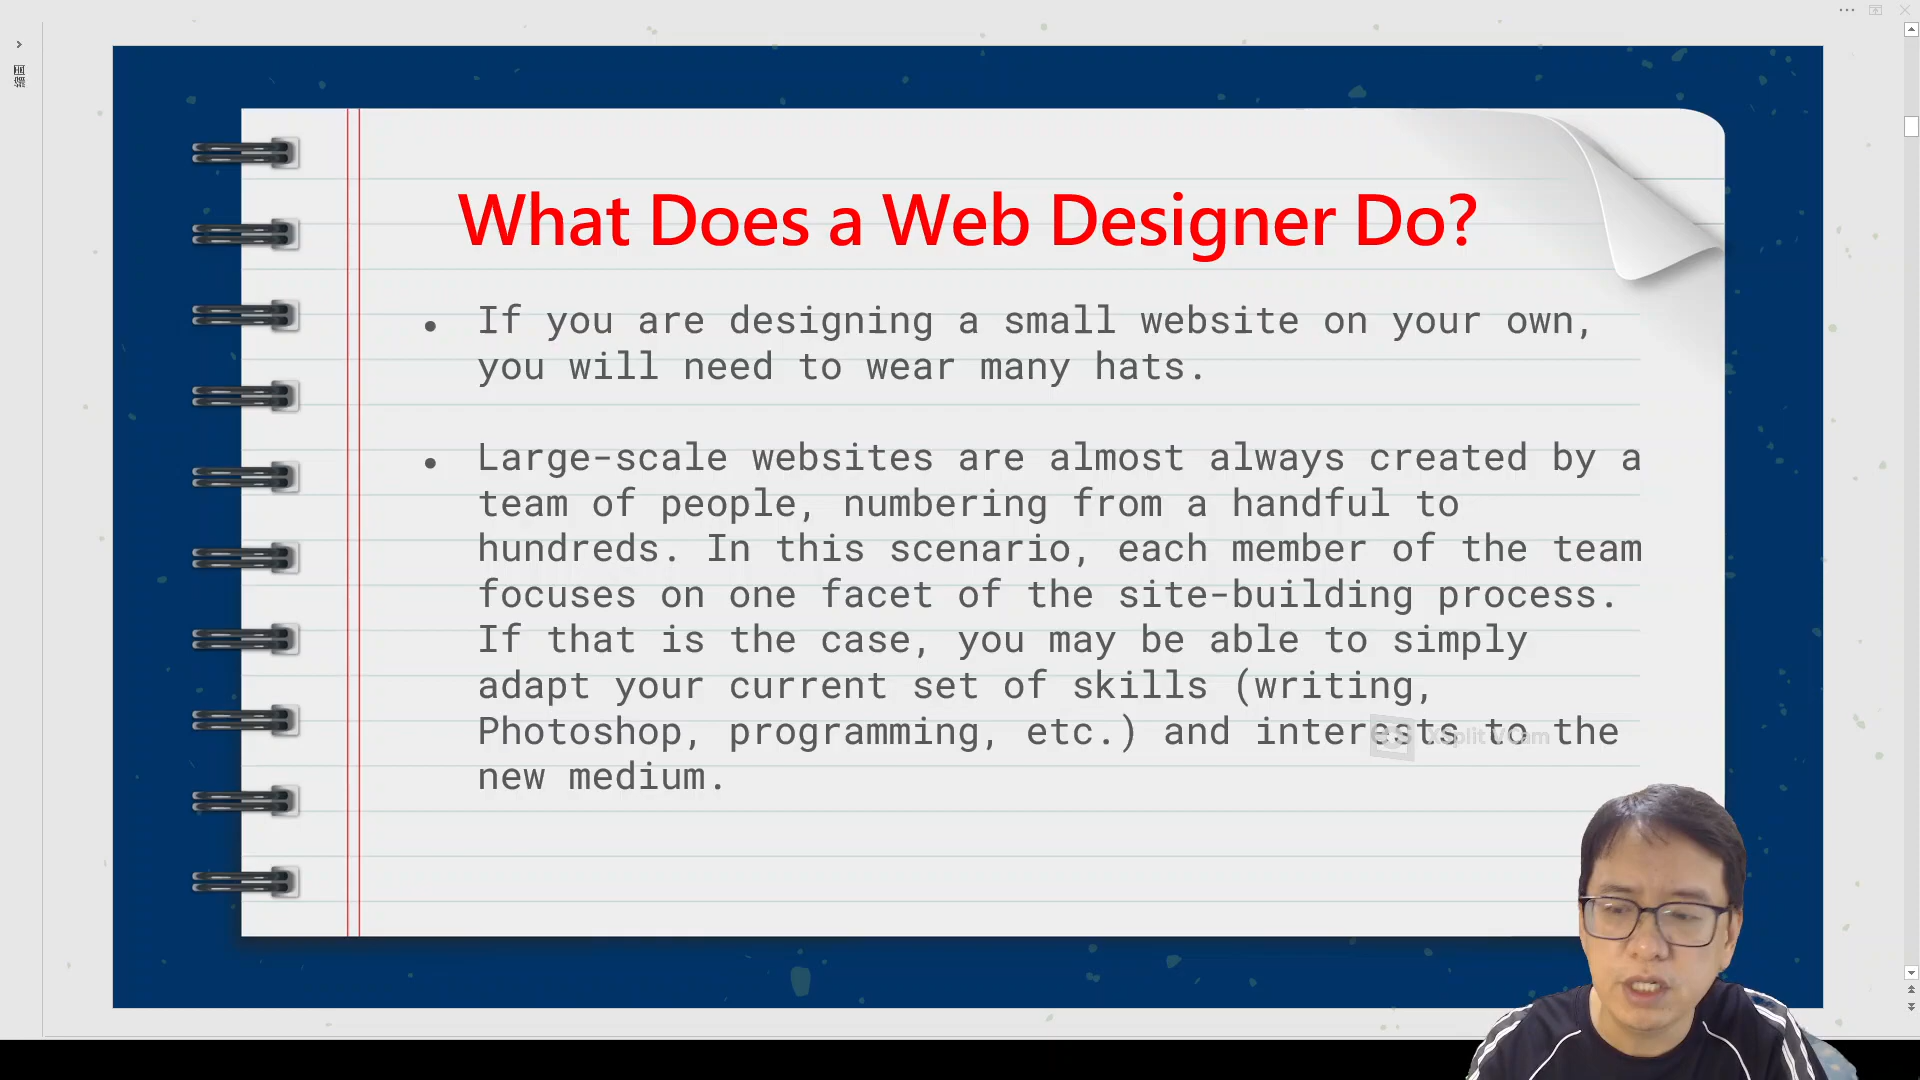 What Does a Web Designer Do?
• If you are designing a small website on your own,
you will need to wear many hats.
• Large-scale websites are almost always created by a
team of people, numbering from a handful to
hundreds. In this scenario, each member of the team
focuses on one facet of the site-building process.
If that is the case, you may be able to simply
adapt your current set of skills (writing,
Photoshop, programming, etc.) and interests to the
new medium.
XSplit VCam